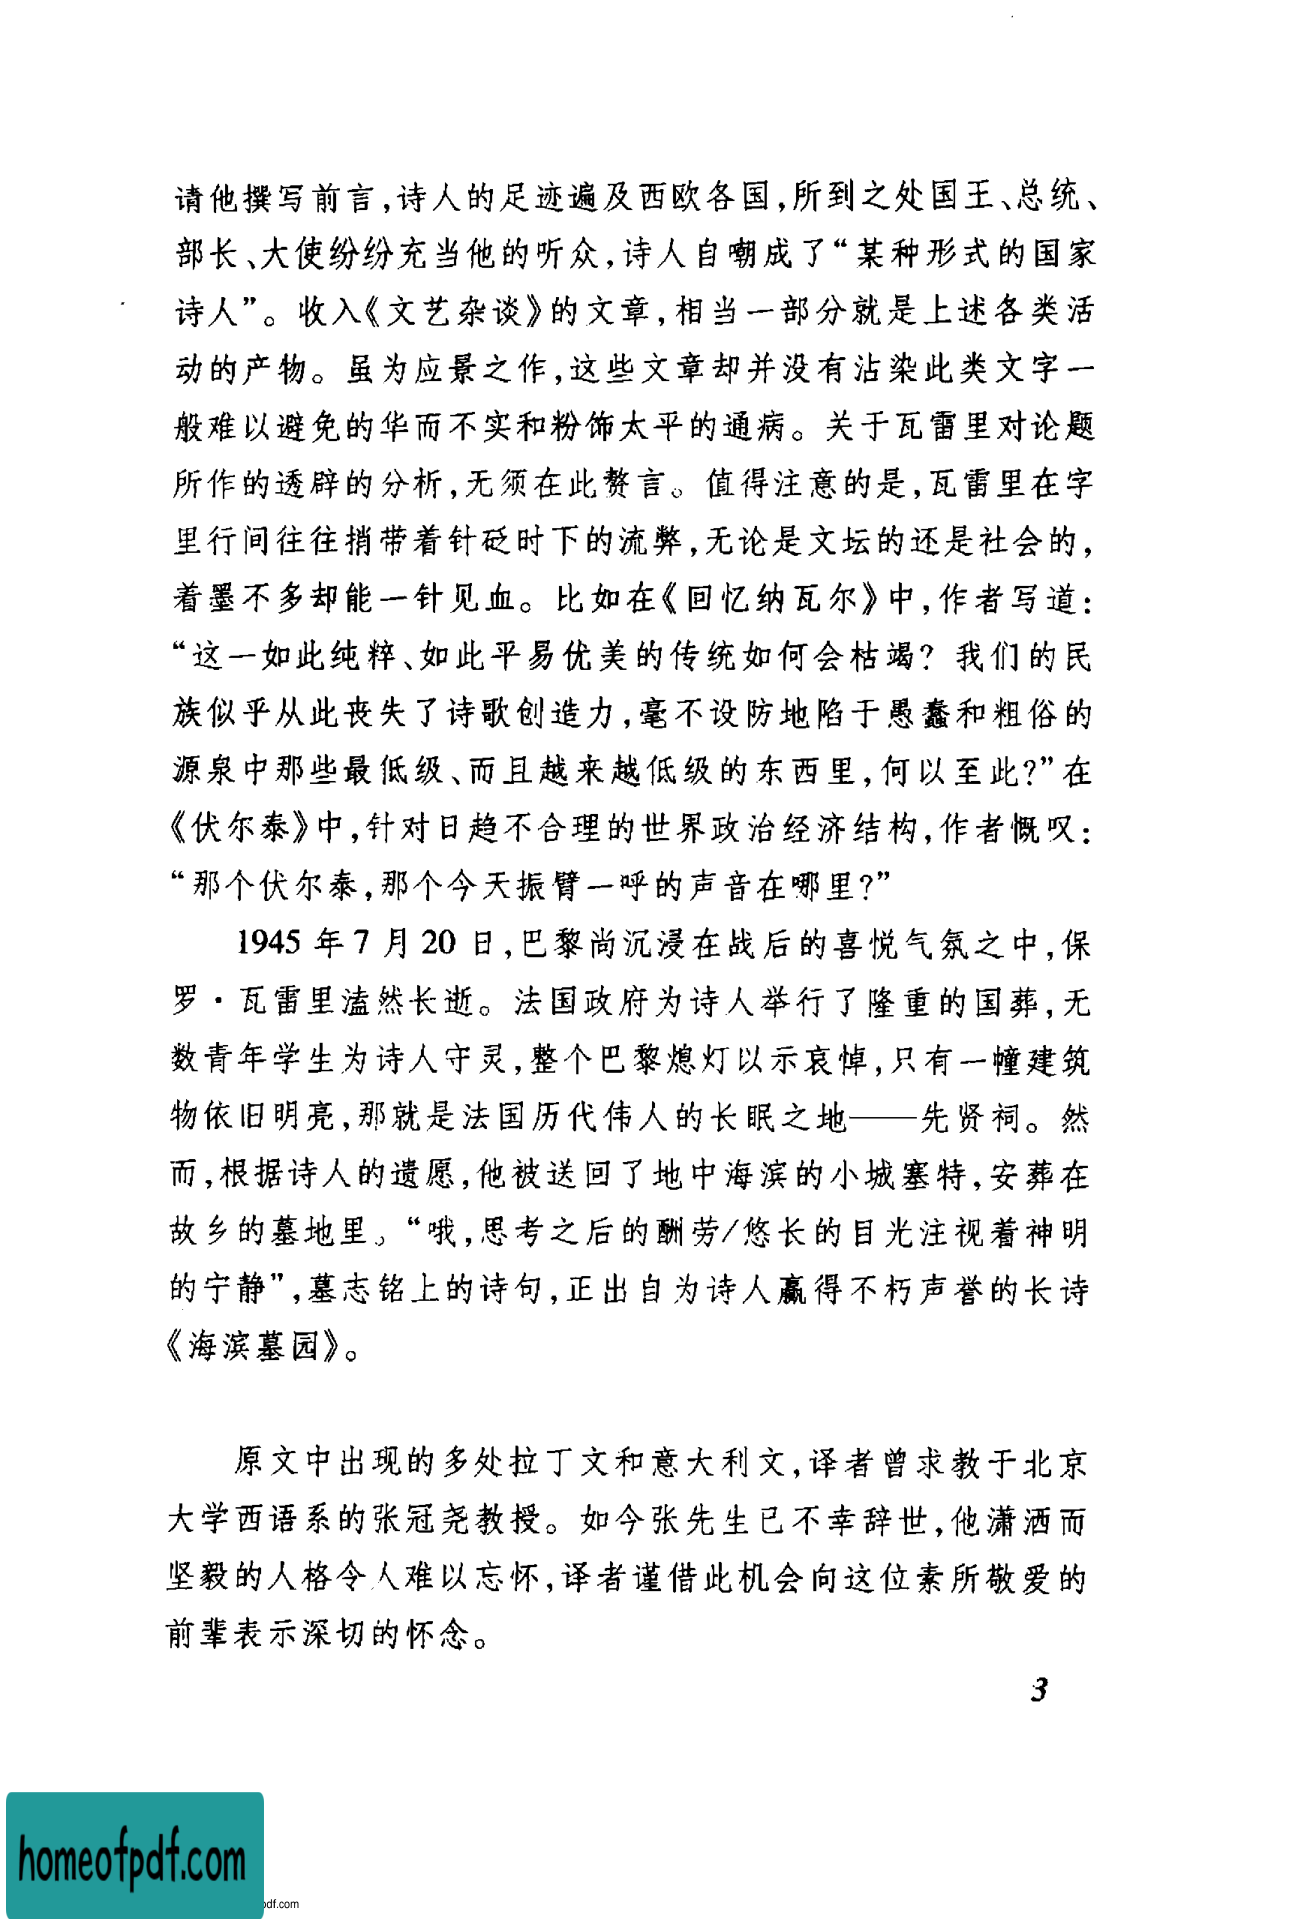 请他撰写前言,诗人的足迹遍及西欧各国,所到之处国王、总统、
部长、大使纷纷充当他的听众,诗人自嘲成了“某种形式的国家
诗人”。收入《文艺杂谈》的文章,相当一部分就是上述各类活
动的产物。虽为应景之作,这些文章却并没有沾染此类文字一
般难以避免的华而不实和粉饰太平的通病。关于瓦雷里对论题
所作的透辟的分析,无须在此赘言。值得注意的是,瓦雷里在字
里行间往往捎带着针砭时下的流弊,无论是文坛的还是社会的,
着墨不多却能一针见血。比如在《回忆纳瓦尔》中,作者写道:
“这一如此纯粹、如此平易优美的传统如何会枯竭? 我们的民
族似乎从此丧失了诗歌创造力,毫不设防地陷于愚蠢和粗俗的
源泉中那些最低级、而且越来越低级的东西里,何以至此?”在
《伏尔泰》中,针对日趋不合理的世界政治经济结构,作者慨叹:
“那个伏尔泰,那个今天振臂一呼的声音在哪里?”
1945 年 7 月 20 日,巴黎尚沉浸在战后的喜悦气氛之中,保
罗·瓦雷里溘然长逝。法国政府为诗人举行了隆重的国葬,无
数青年学生为诗人守灵,整个巴黎熄灯以示哀悼,只有一幢建筑
物依旧明亮,那就是法国历代伟人的长眠之地——先贤祠。然
而,根据诗人的遗愿,他被送回了地中海滨的小城塞特,安葬在
故乡的墓地里。“哦,思考之后的酬劳/悠长的目光注视着神明
的宁静”,墓志铭上的诗句,正出自为诗人赢得不朽声誉的长诗
《海滨墓园》。
原文中出现的多处拉丁文和意大利文,译者曾求教于北京
大学西语系的张冠尧教授。如今张先生已不幸辞世,他潇洒而
坚毅的人格令人难以忘怀,译者谨借此机会向这位素所敬爱的
前辈表示深切的怀念。
3
homeofpdf.com
pdf.com